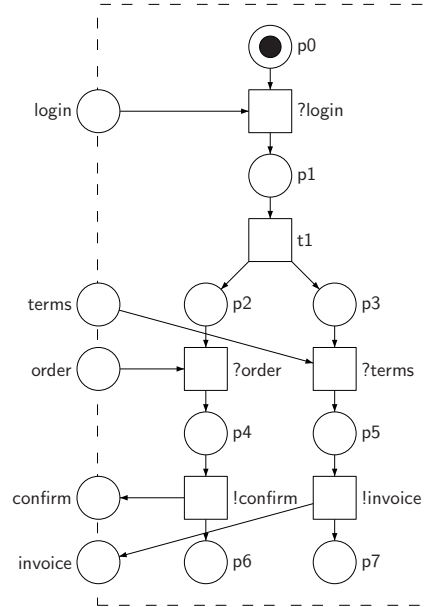 p0
login
?login
p1
t1
terms
p2
p3
order
?order
?terms
p4
p5
confirm
!confirm
!invoice
invoice
p6
p7